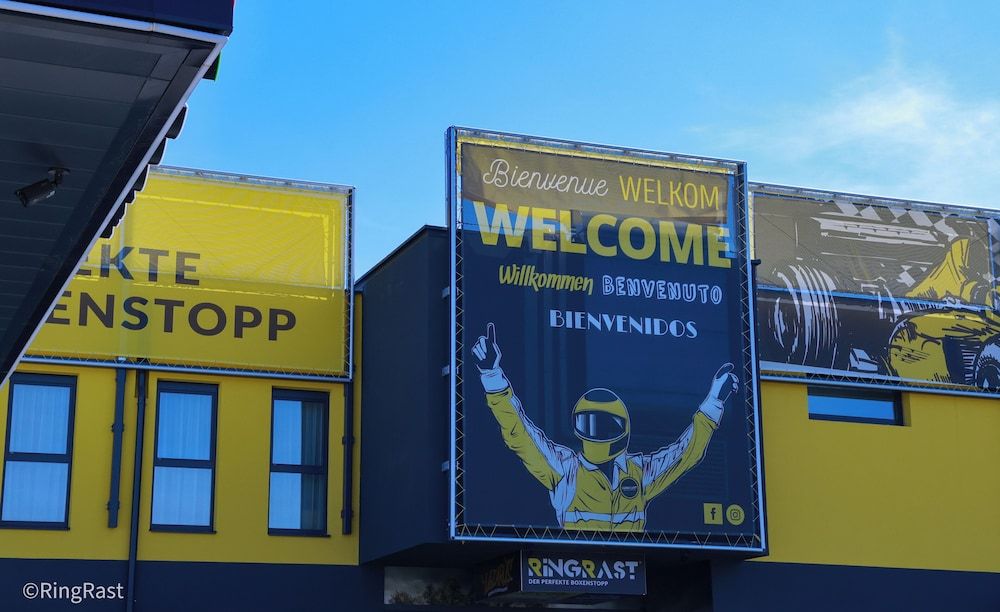 EKTE
ENSTOPP
Bienvenue WELKOM
WELCOME
Willkommen BENVENUTO
BIENVENIDOS
RINGRAST
DER PERFEKTE BOXENSTOPP
©RingRast